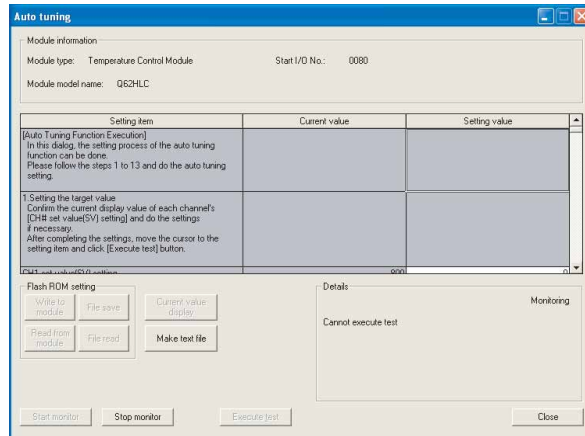 Auto tuning
Module information
Module type: Temperature Control Module Start I/O No.: 0080
Module model name: Q62HLC
Setting item Current value Setting value
[Auto Tuning Function Execution]
In this dialog, the setting process of the auto tuning
function can be done.
Please follow the steps 1 to 13 and do the auto tuning
setting.
1.Setting the target value
Confirm the current display value of each channel's
[CH# set value(SV) setting] and do the settings
if necessary.
After completing the settings, move the cursor to the
setting item and click [Execute test] button.
CH1 set value(SV) setting 800 0
Flash ROM setting
Write to
module
File save
Current value
display
Read from
module
File read
Make text file
Details
Monitoring
Cannot execute test
Start monitor Stop monitor Execute test Close